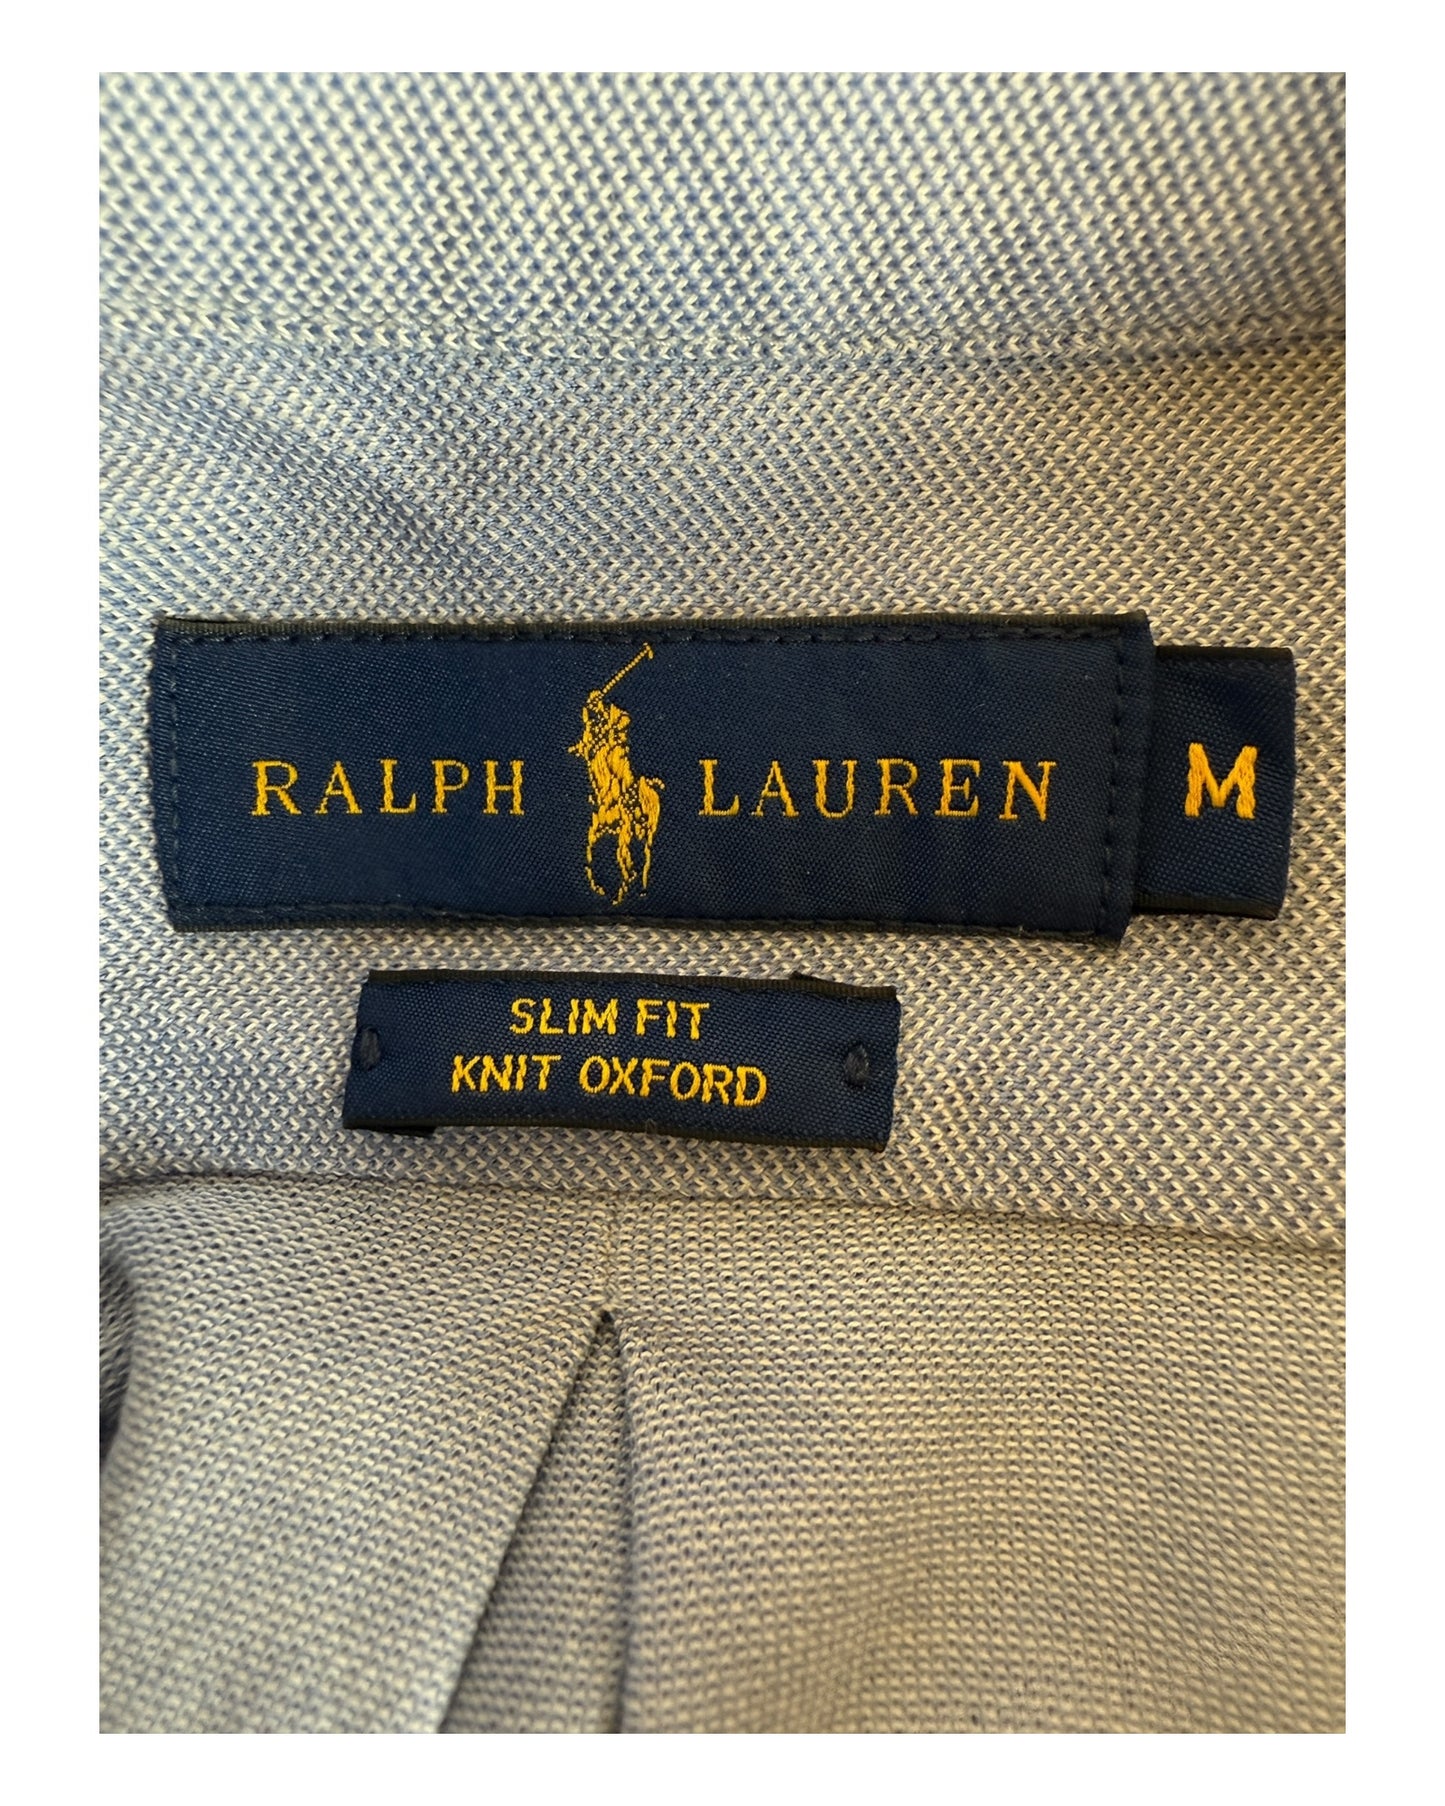 RALPH LAUREN M
SLIM FIT
KNIT OXFORD